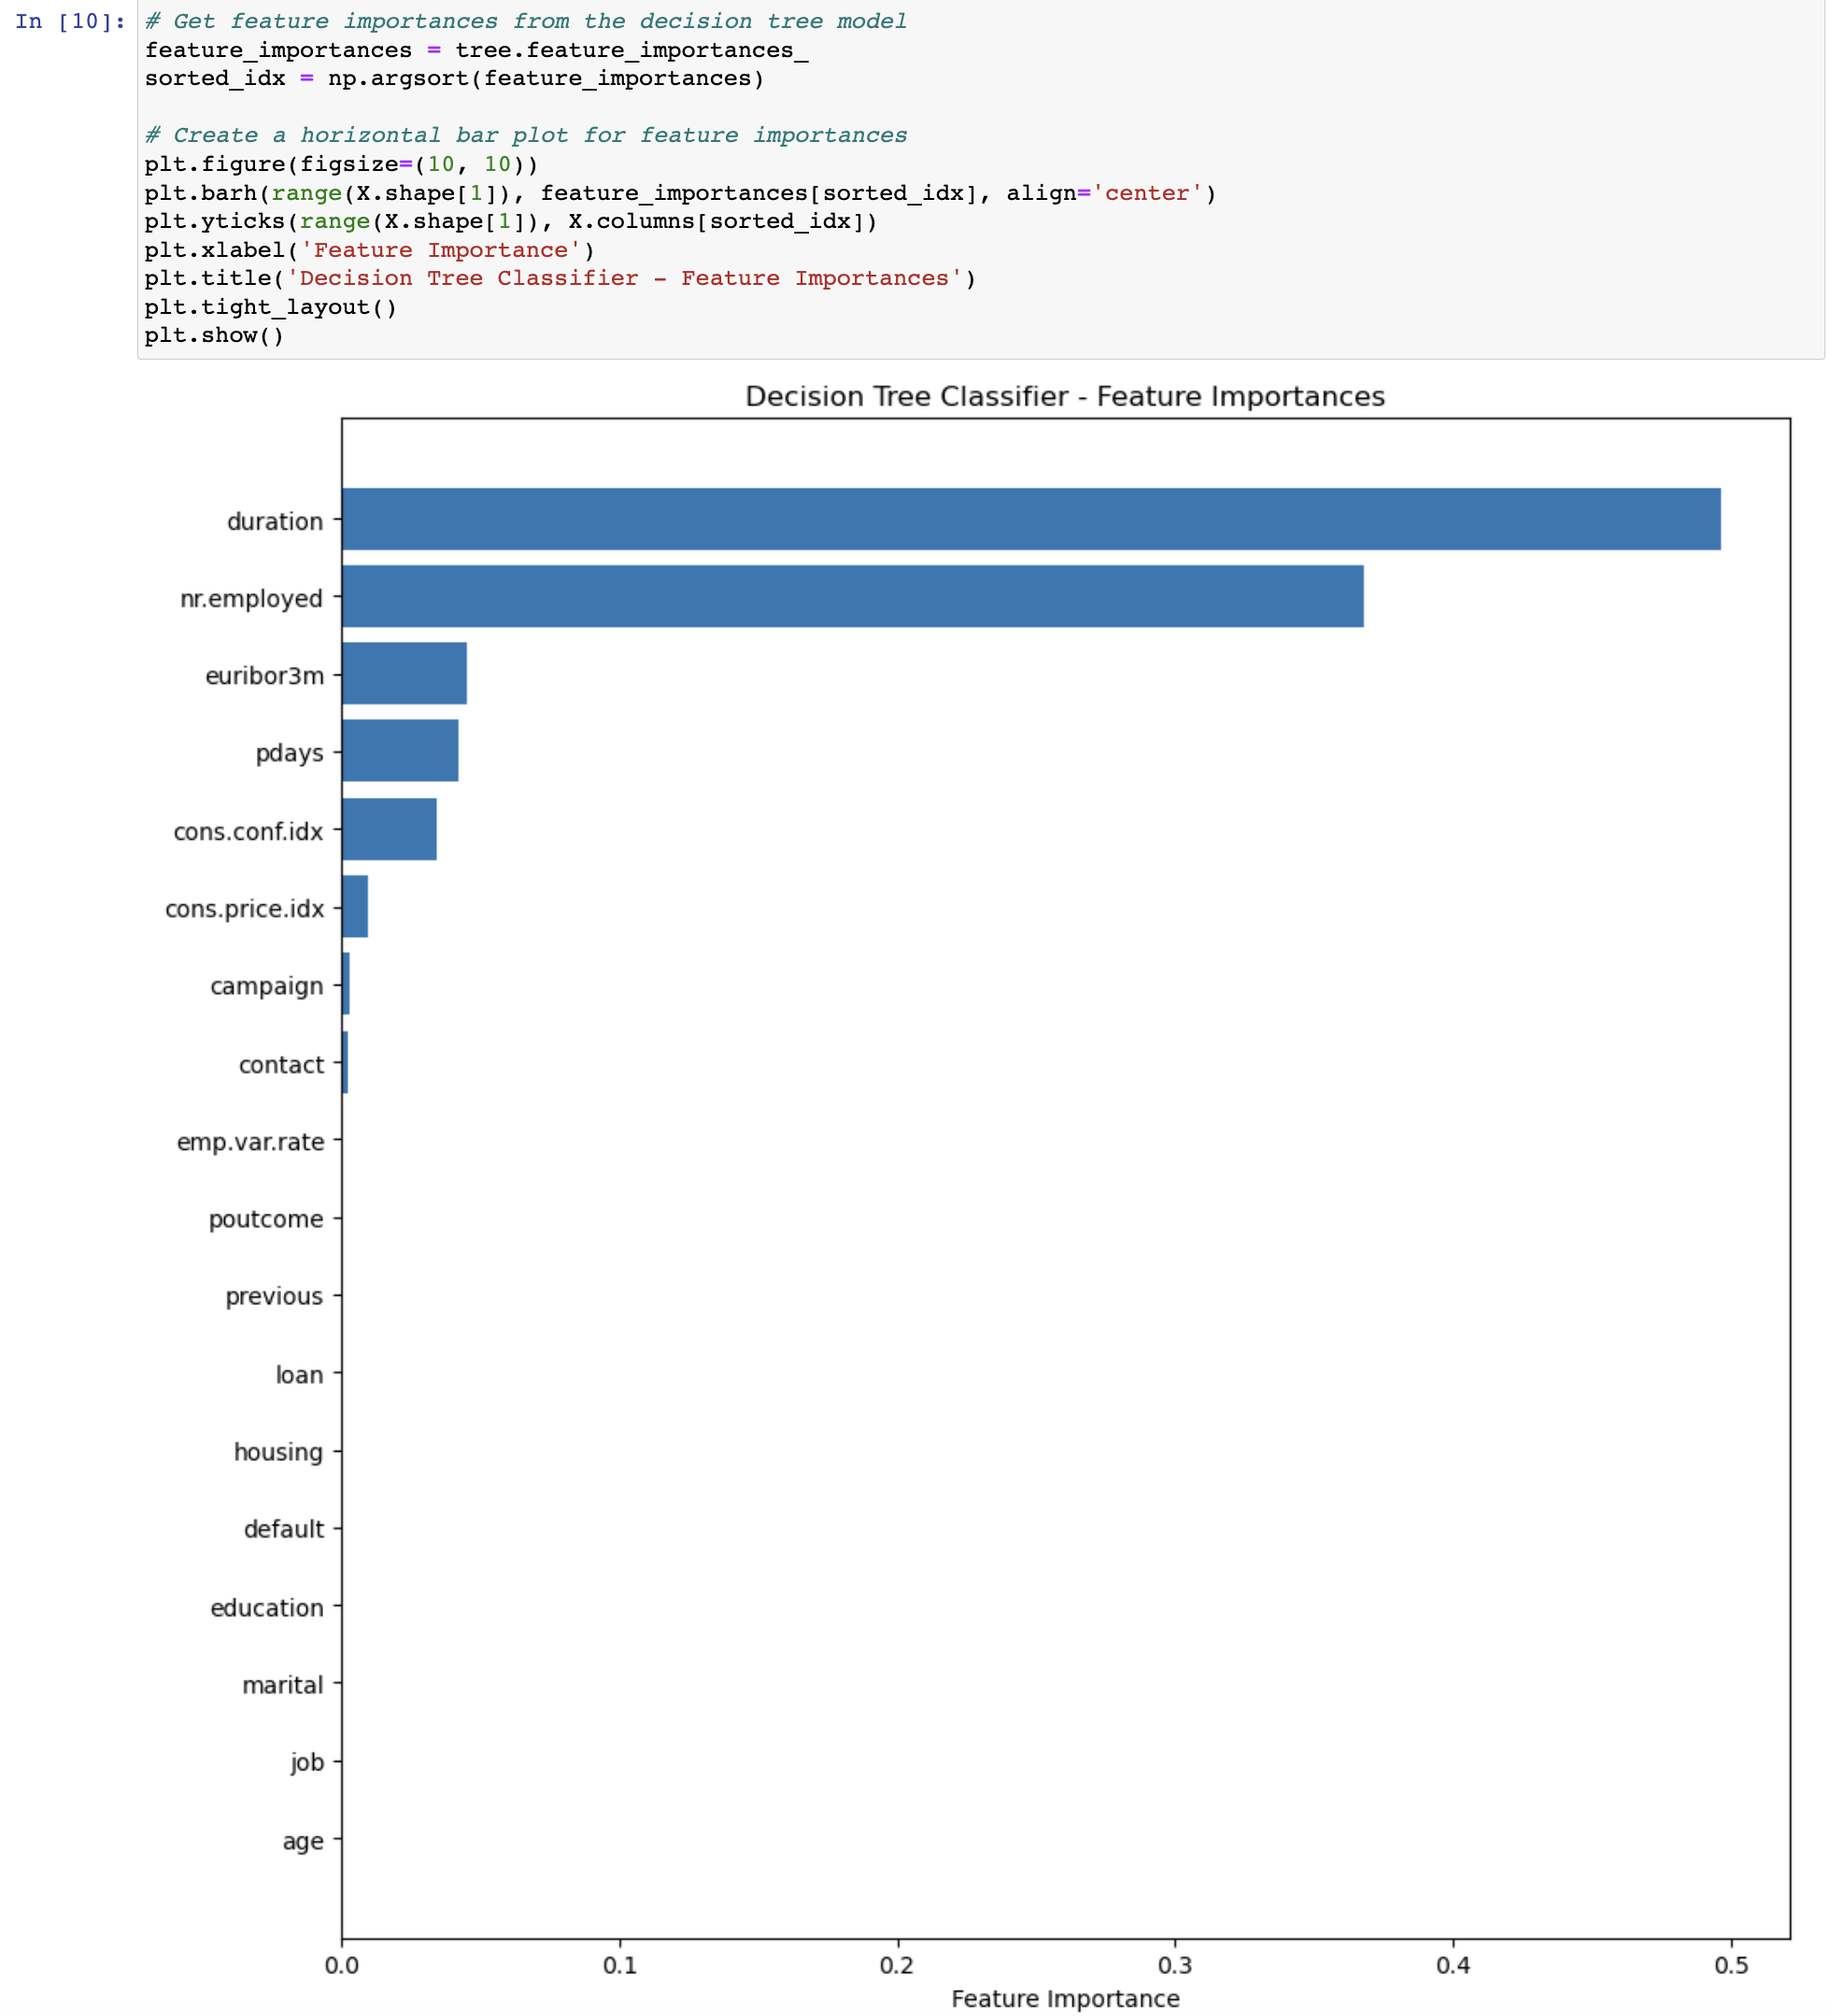 In [10]: # Get feature importances from the decision tree model
feature_importances = tree.feature_importances_
sorted_idx = np.argsort(feature_importances)
# Create a horizontal bar plot for feature importances
plt.figure(figsize=(10, 10))
plt.barh(range(X.shape[1]), feature_importances[sorted_idx], align='center')
plt.yticks(range(X.shape[1]), X.columns[sorted_idx])
plt.xlabel('Feature Importance')
plt.title('Decision Tree Classifier - Feature Importances')
plt.tight_layout()
plt.show()
Decision Tree Classifier - Feature Importances
duration
nr.employed
euribor3m
pdays
cons.conf.idx
cons.price.idx
campaign
contact
emp.var.rate
poutcome
previous
loan
housing
default
education
marital
job
age
0.0 0.1 0.2 0.3 0.4 0.5
Feature Importance